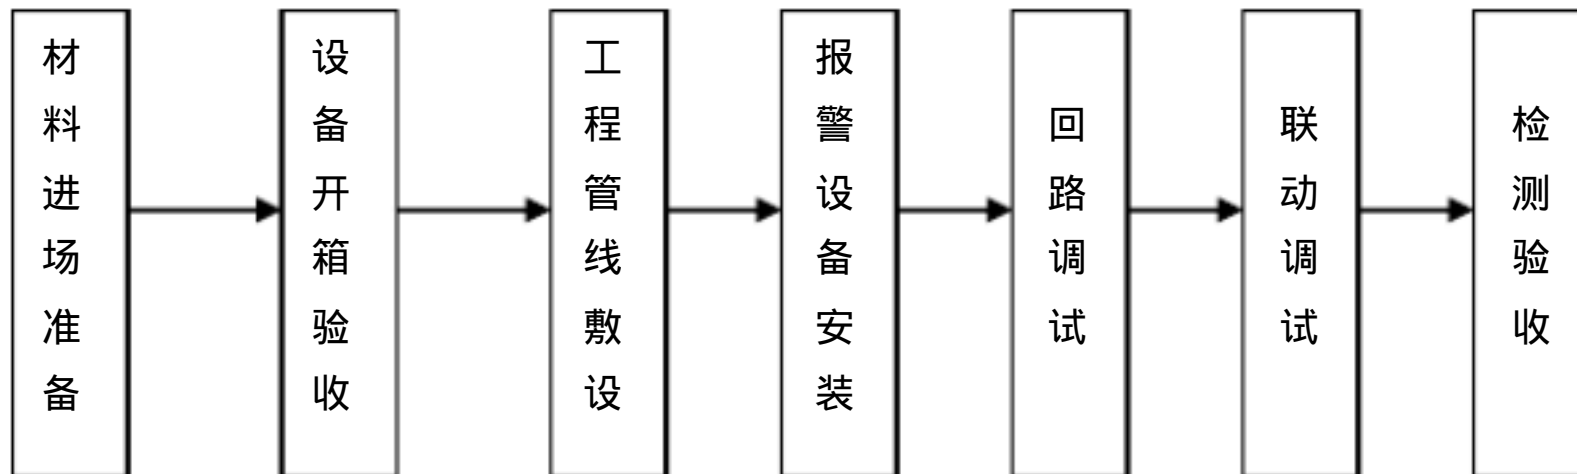 材料进场准备
设备开箱验收
工程管线敷设
报警设备安装
回路调试
联动调试
检测验收